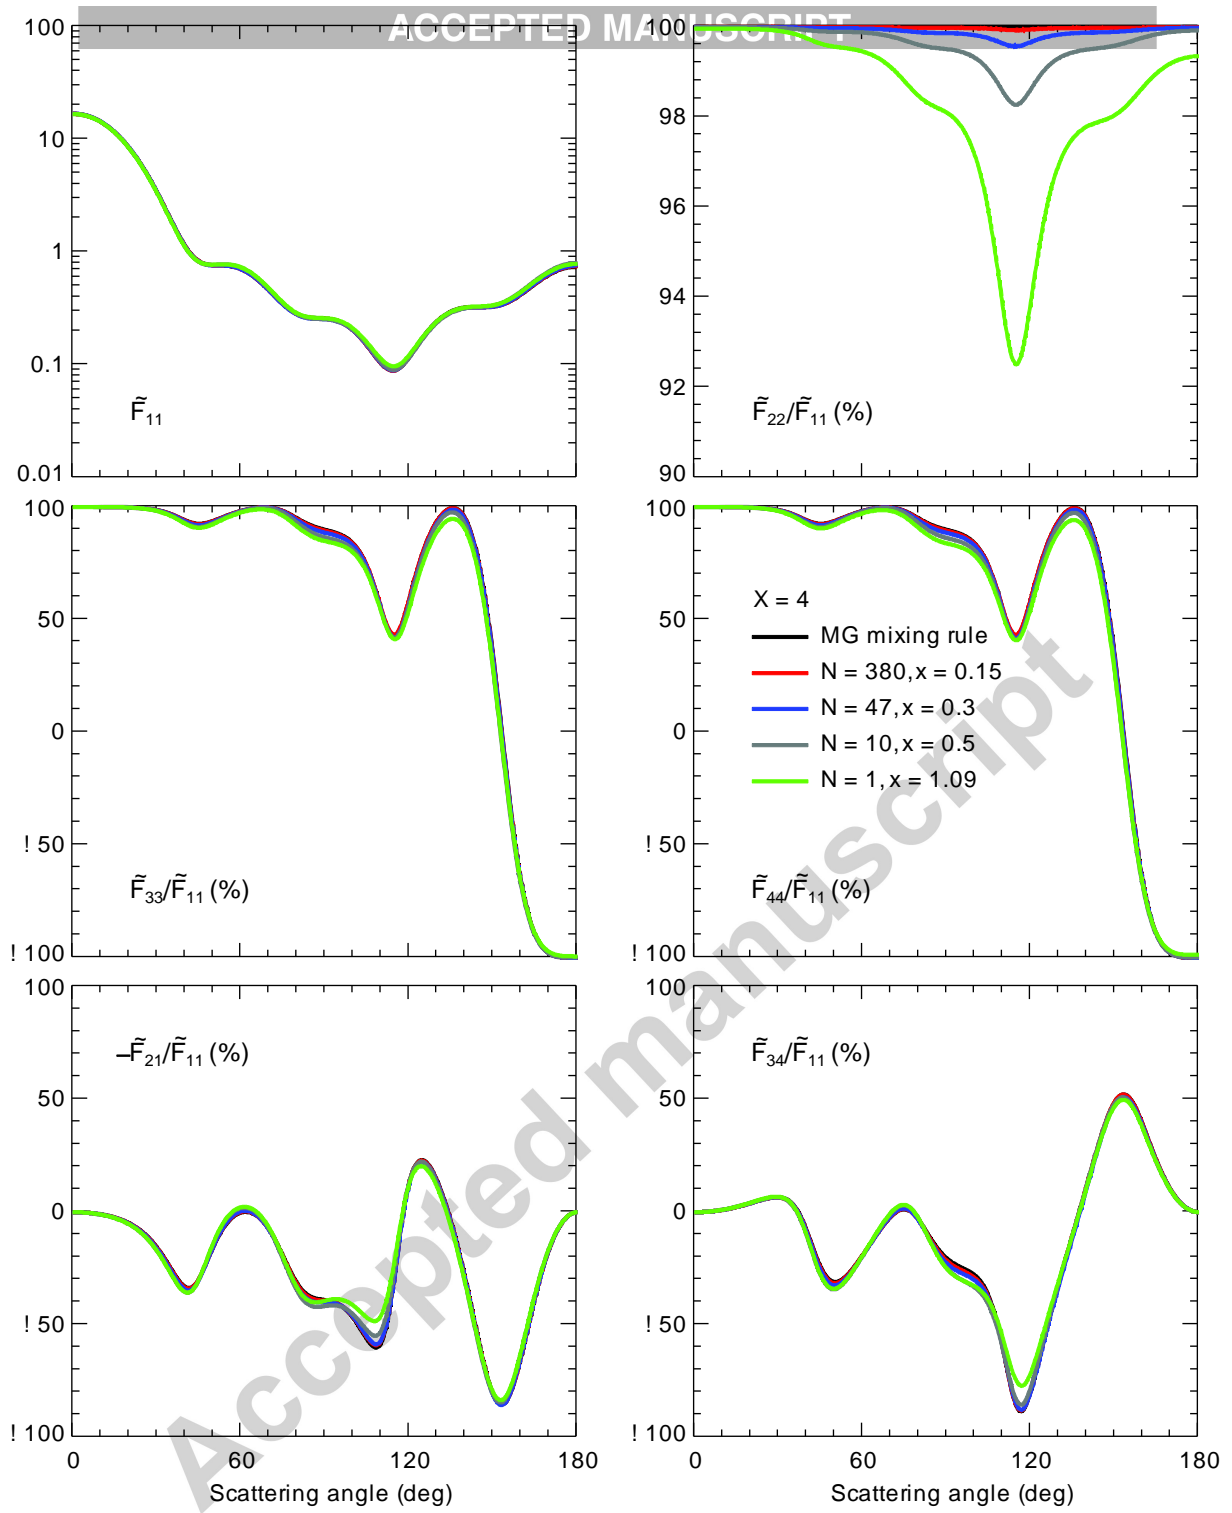 ACCEPTED MANUSCRIPT
100
10
1
0.1
0.01
F̃11
100
98
96
94
92
90
F̃22/F̃11 (%)
100
50
0
! 50
! 100
F̃33/F̃11 (%)
100
50
0
! 50
! 100
X = 4
MG mixing rule
N = 380, x = 0.15
N = 47, x = 0.3
N = 10, x = 0.5
N = 1, x = 1.09
F̃44/F̃11 (%)
100
50
0
! 50
! 100
–F̃21/F̃11 (%)
0
60
120
180
Scattering angle (deg)
100
50
0
! 50
! 100
F̃34/F̃11 (%)
0
60
120
180
Scattering angle (deg)
Accepted manuscript